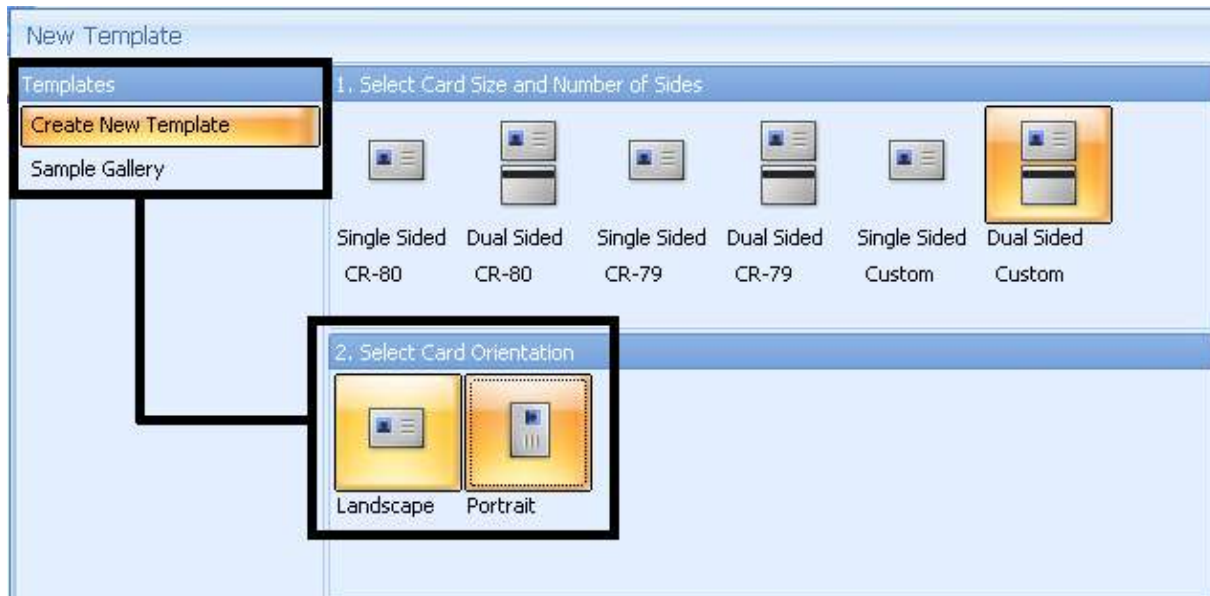 New Template
Templates
Create New Template
Sample Gallery
1. Select Card Size and Number of Sides
Single Sided CR-80
Dual Sided CR-80
Single Sided CR-79
Dual Sided CR-79
Single Sided Custom
Dual Sided Custom
2. Select Card Orientation
Landscape
Portrait